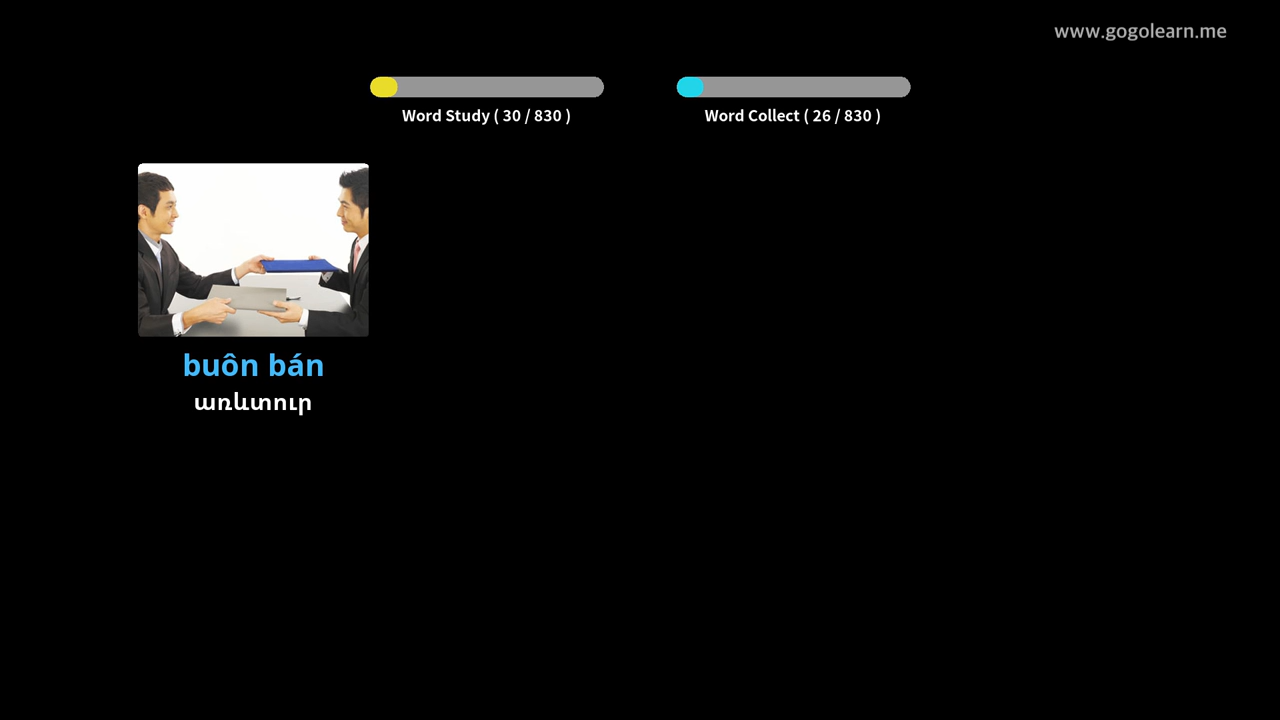 www.gogolearn.me
Word Study ( 30 / 830 )
Word Collect ( 26 / 830 )
buôn bán
առևտուր